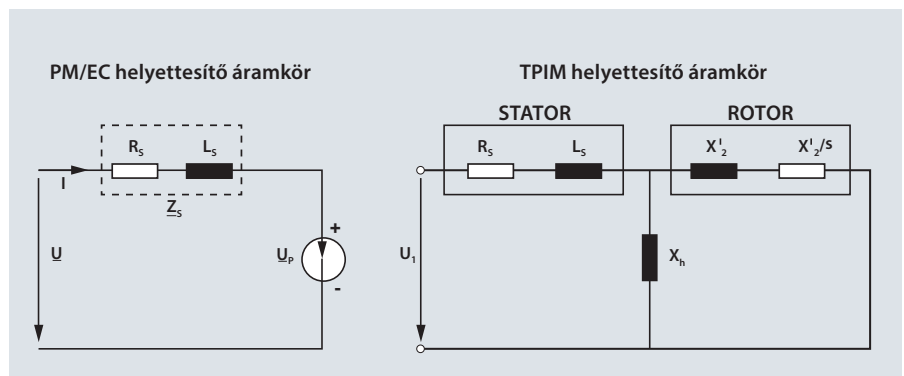 PM/EC helyettesítő áramkör
R_S
L_S
I
Z_S
U
U_P
+
-
TPIM helyettesítő áramkör
STATOR
ROTOR
R_S
L_S
X'_2
X'_2/s
U_1
X_h